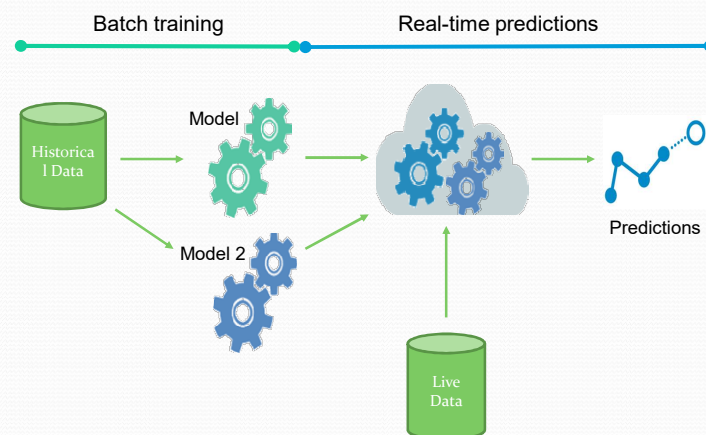 Batch training
Real-time predictions
Model
Historica
l Data
Model 2
Predictions
Live
Data